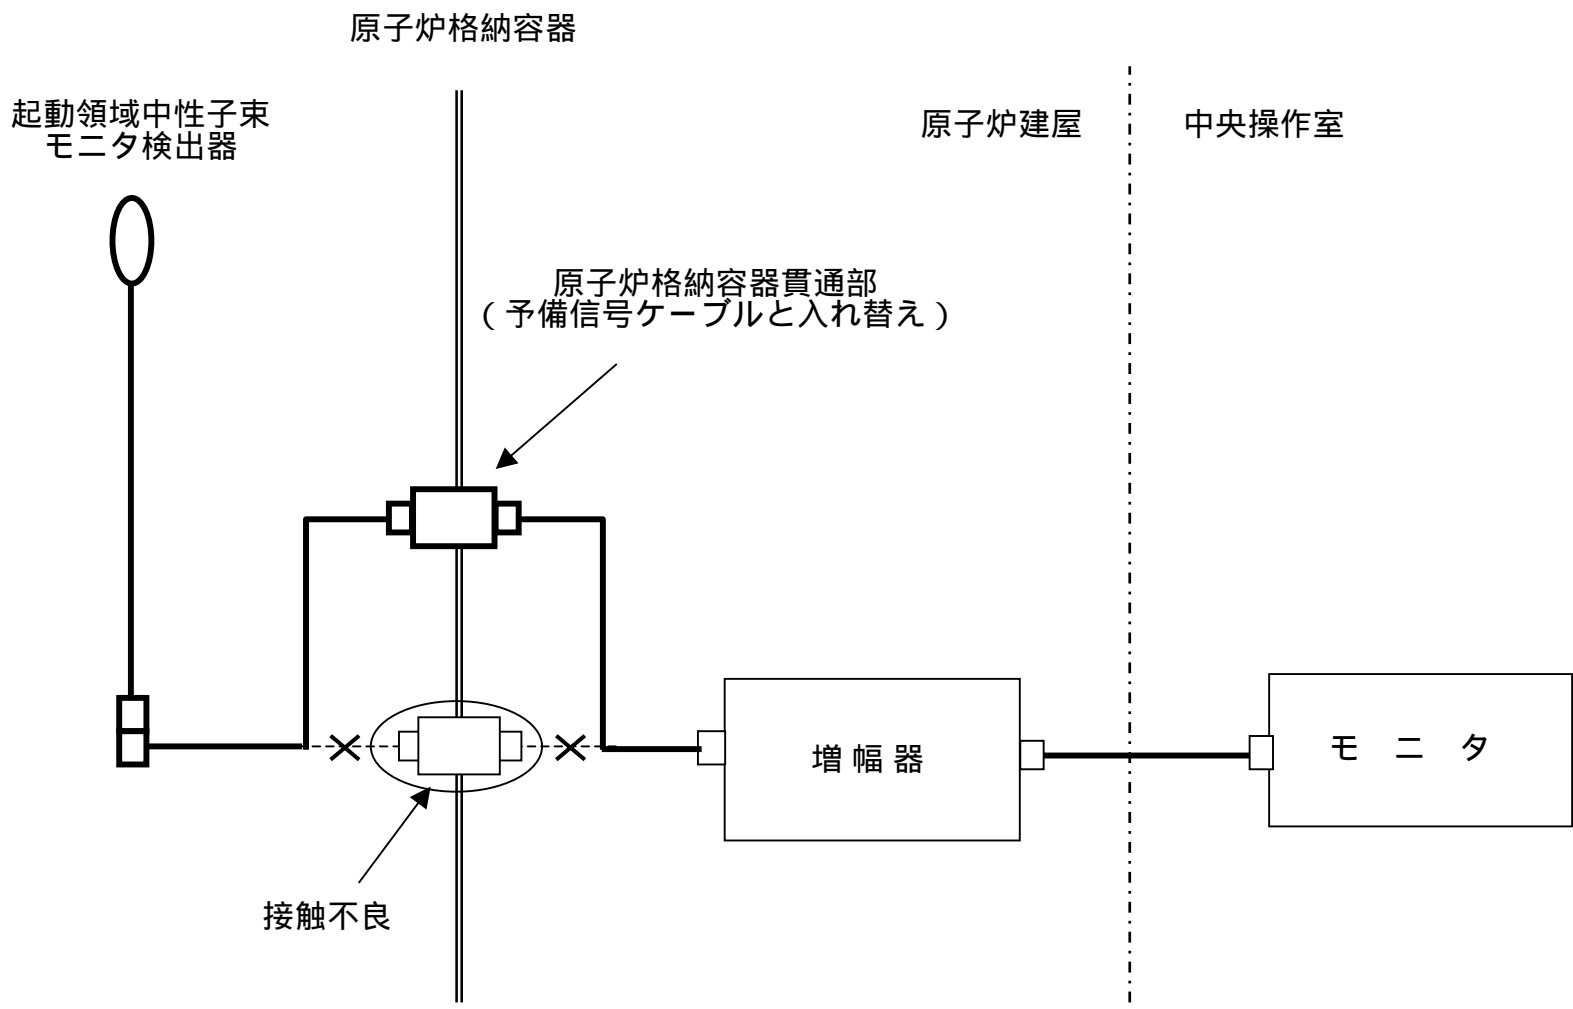 原子炉格納容器
起動領域中性子束
モニタ検出器
原子炉建屋
中央操作室
原子炉格納容器貫通部
（予備信号ケーブルと入れ替え）
増幅器
モニタ
接触不良